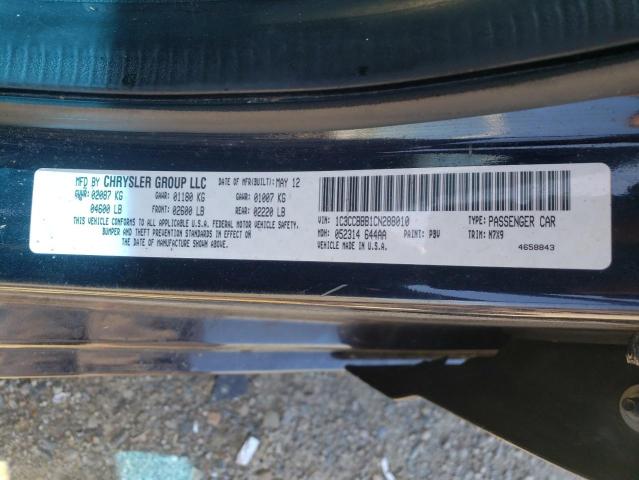 MFD BY CHRYSLER GROUP LLC DATE OF MFR(BUILT): MAY 12
GVWR: 02087 KG GAWR: 01180 KG GAWR: 01007 KG
04600 LB FRONT: 02600 LB REAR: 02220 LB
THIS VEHICLE CONFORMS TO ALL APPLICABLE U.S.A. FEDERAL MOTOR VEHICLE SAFETY,
BUMPER AND THEFT PREVENTION STANDARDS IN EFFECT ON
THE DATE OF MANUFACTURE SHOWN ABOVE.
VIN: 1C3CCBBB1CN288010 TYPE: PASSENGER CAR
MDH: 052314 644AA PAINT: PBV TRIM: M7X9
VEHICLE MADE IN U.S.A. 4658843